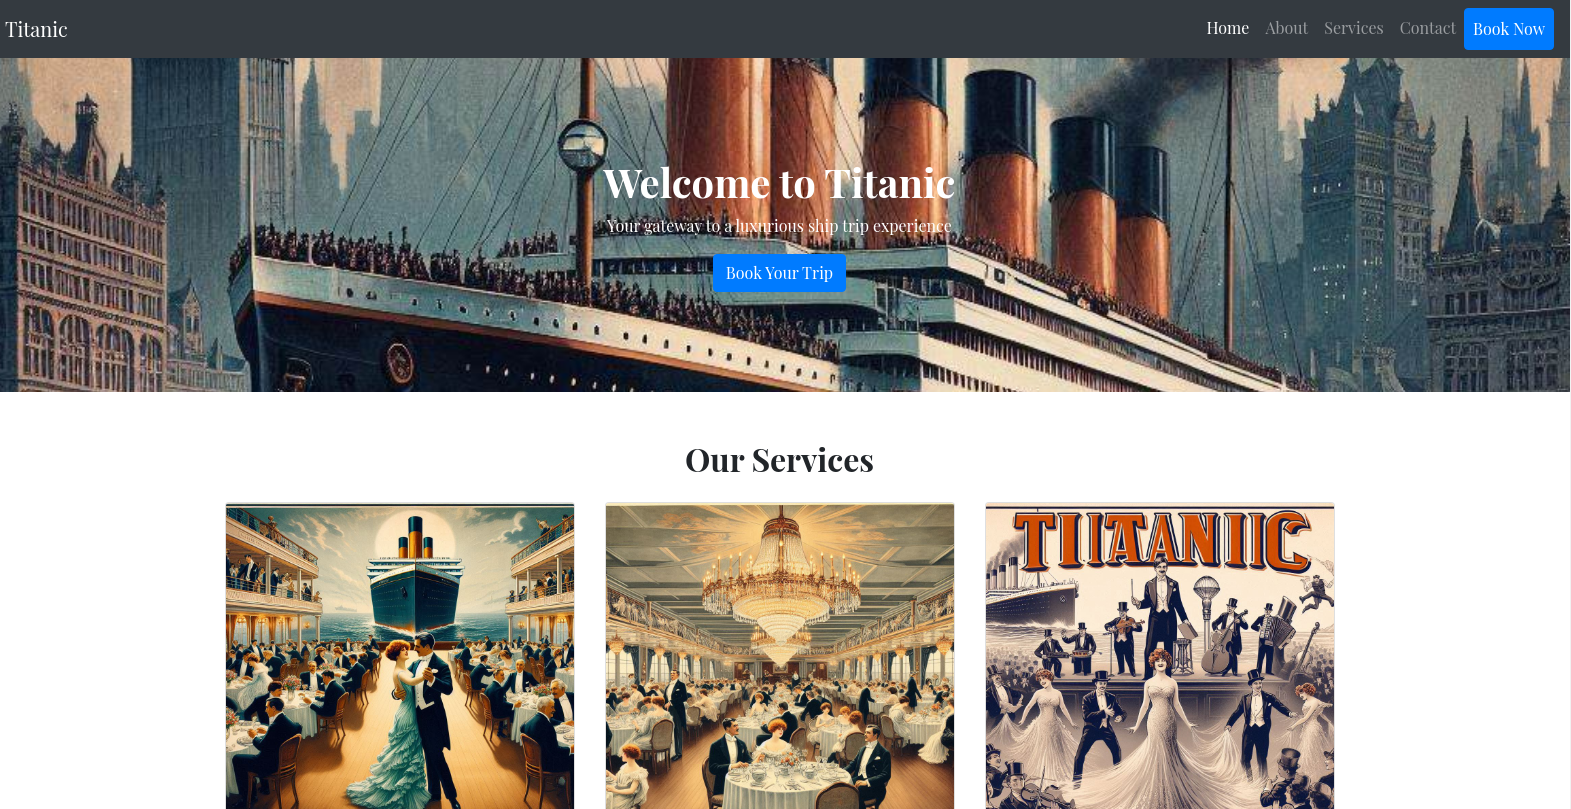 Titanic
Home About Services Contact Book Now
Welcome to Titanic
Your gateway to a luxurious ship trip experience
Book Your Trip
Our Services
TITAANIIC